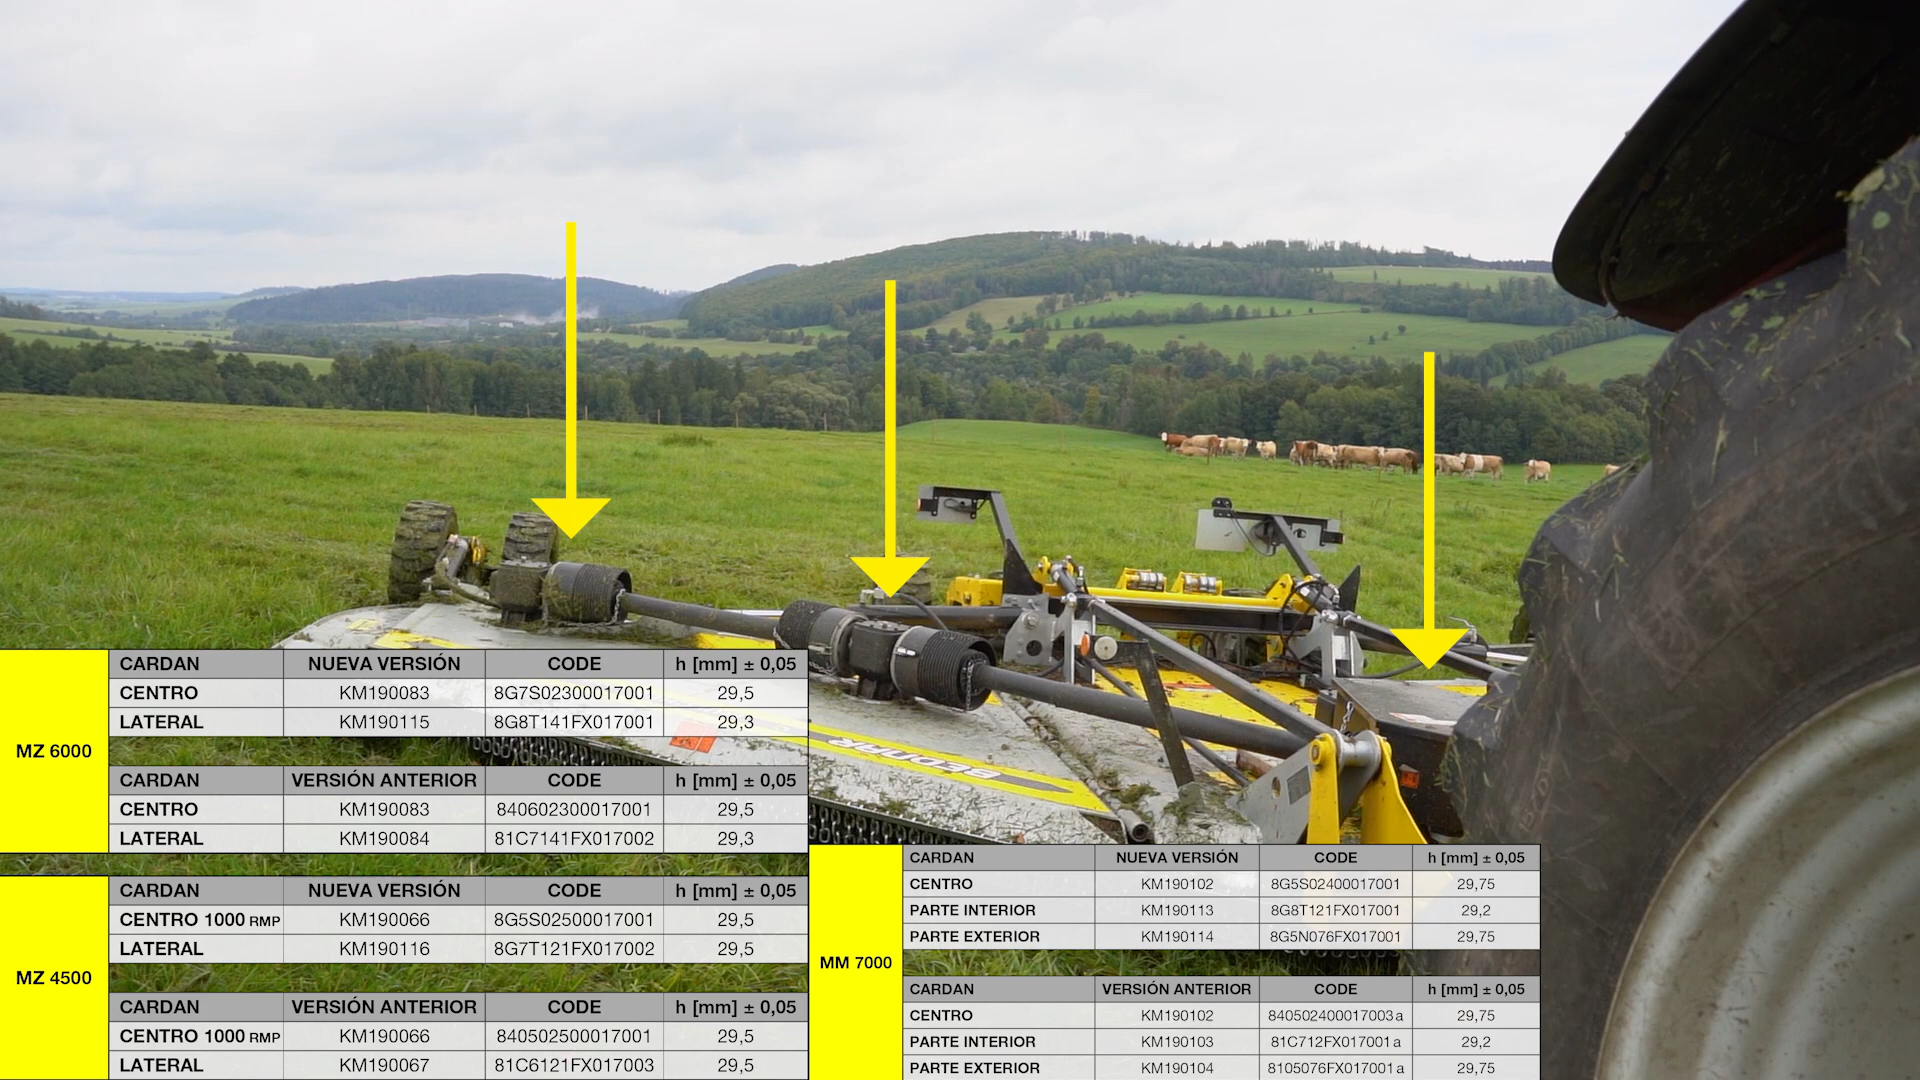 MZ 6000
CARDAN NUEVA VERSIÓN CODE h [mm] ± 0,05
CENTRO KM190083 8G7S02300017001 29,5
LATERAL KM190115 8G8T141FX017001 29,3
CARDAN VERSIÓN ANTERIOR CODE h [mm] ± 0,05
CENTRO KM190083 840602300017001 29,5
LATERAL KM190084 81C7141FX017002 29,3
MZ 4500
CARDAN NUEVA VERSIÓN CODE h [mm] ± 0,05
CENTRO 1000 RMP KM190066 8G5S02500017001 29,5
LATERAL KM190116 8G7T121FX017002 29,5
CARDAN VERSIÓN ANTERIOR CODE h [mm] ± 0,05
CENTRO 1000 RMP KM190066 840502500017001 29,5
LATERAL KM190067 81C6121FX017003 29,5
BEDNAR
MM 7000
CARDAN NUEVA VERSIÓN CODE h [mm] ± 0,05
CENTRO KM190102 8G5S02400017001 29,75
PARTE INTERIOR KM190113 8G8T121FX017001 29,2
PARTE EXTERIOR KM190114 8G5N076FX017001 29,75
CARDAN VERSIÓN ANTERIOR CODE h [mm] ± 0,05
CENTRO KM190102 840502400017003a 29,75
PARTE INTERIOR KM190103 81C712FX017001a 29,2
PARTE EXTERIOR KM190104 8105076FX017001a 29,75